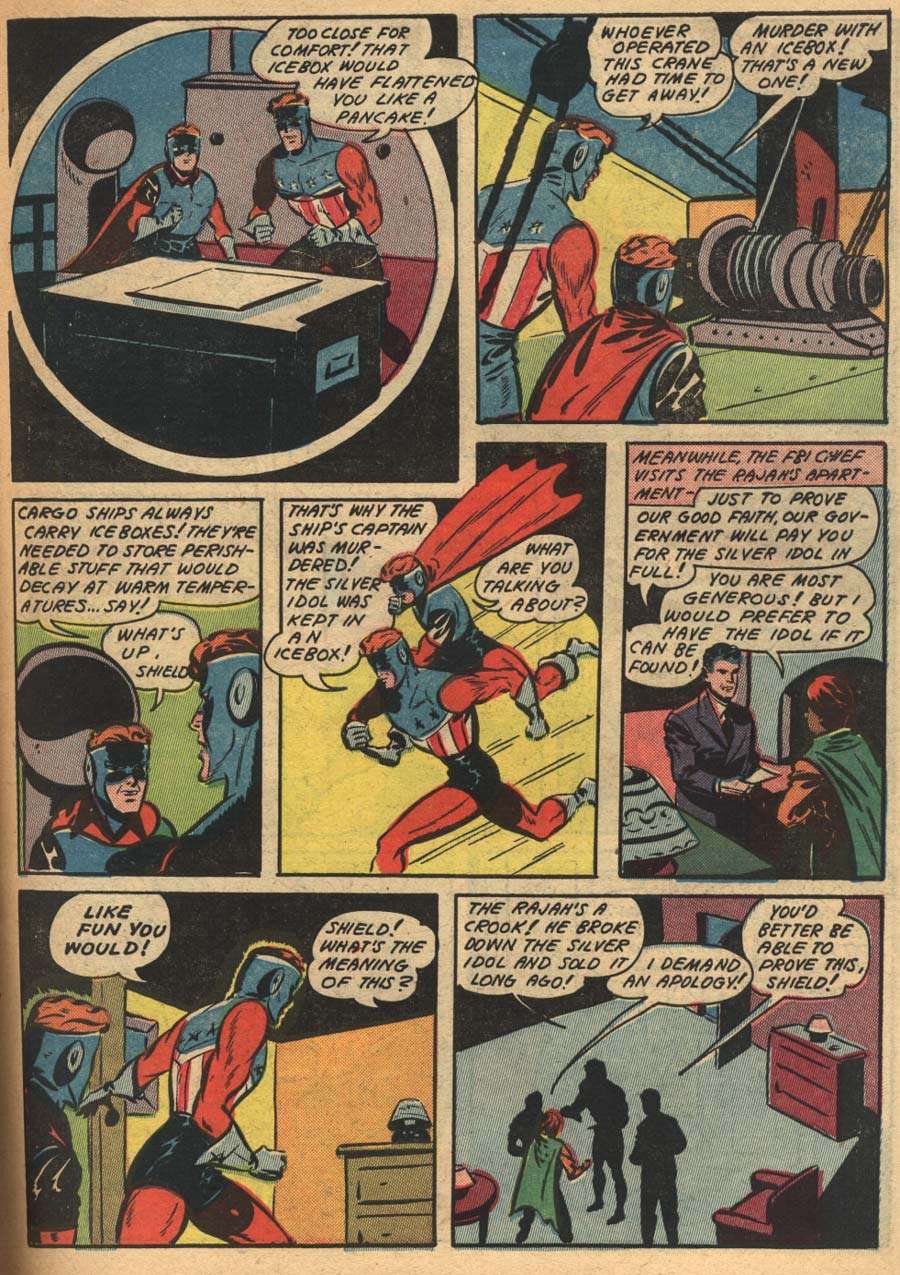 TOO CLOSE FOR
COMFORT! THAT
ICEBOX WOULD
HAVE FLATTENED
YOU LIKE A
PANCAKE!
WHOEVER
OPERATED
THIS CRANE
HAD TIME TO
GET AWAY!
MURDER WITH
AN ICEBOX!
THAT'S A NEW
ONE!
CARGO SHIPS ALWAYS
CARRY ICE BOXES! THEY'RE
NEEDED TO STORE PERISH-
ABLE STUFF THAT WOULD
DECAY AT WARM TEMPER-
ATURES... SAY!
WHAT'S
UP,
SHIELD
THAT'S WHY THE
SHIP'S CAPTAIN
WAS MUR-
DERED!
THE SILVER
IDOL WAS
KEPT IN
AN
ICEBOX!
WHAT
ARE YOU
TALKING
ABOUT?
MEANWHILE, THE FBI CHIEF
VISITS THE RAJAH'S APART-
MENT-
JUST TO PROVE
OUR GOOD FAITH, OUR GOV-
ERNMENT WILL PAY YOU
FOR THE SILVER IDOL IN
FULL!
YOU ARE MOST
GENEROUS! BUT I
WOULD PREFER TO
HAVE THE IDOL IF IT
CAN BE
FOUND!
LIKE
FUN YOU
WOULD!
SHIELD!
WHAT'S THE
MEANING
OF THIS?
THE RAJAH'S A
CROOK! HE BROKE
DOWN THE SILVER
IDOL AND SOLD IT
LONG AGO!
I DEMAND
AN APOLOGY!
YOU'D
BETTER BE
ABLE TO
PROVE THIS,
SHIELD!